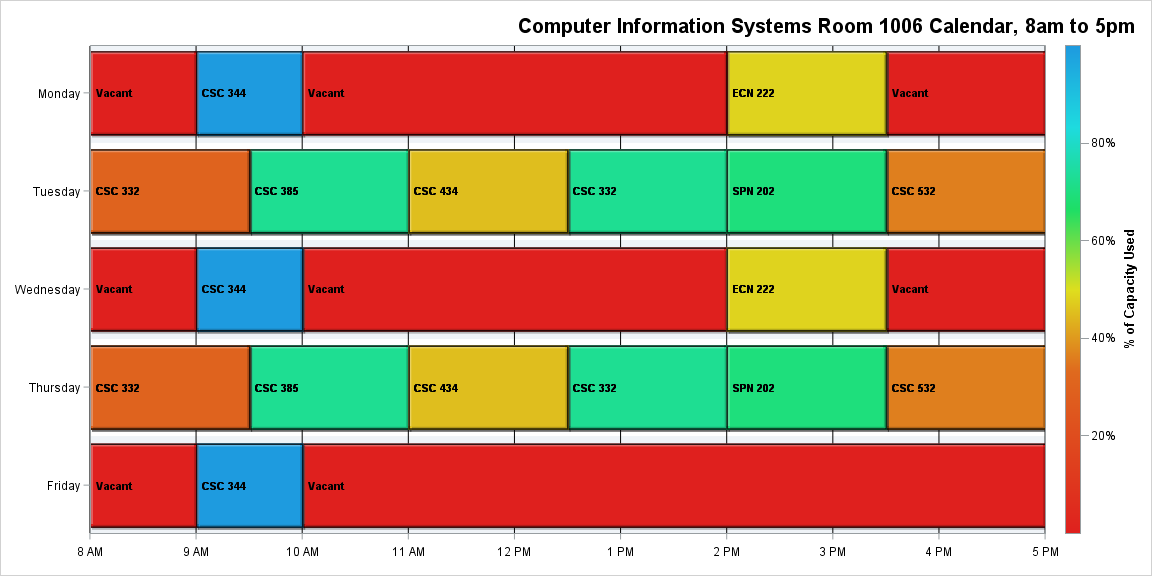 Computer Information Systems Room 1006 Calendar, 8am to 5pm
Monday Vacant CSC 344 Vacant ECN 222 Vacant
Tuesday CSC 332 CSC 385 CSC 434 CSC 332 SPN 202 CSC 532
Wednesday Vacant CSC 344 Vacant ECN 222 Vacant
Thursday CSC 332 CSC 385 CSC 434 CSC 332 SPN 202 CSC 532
Friday Vacant CSC 344 Vacant
8 AM 9 AM 10 AM 11 AM 12 PM 1 PM 2 PM 3 PM 4 PM 5 PM
80%
60%
40%
20%
% of Capacity Used